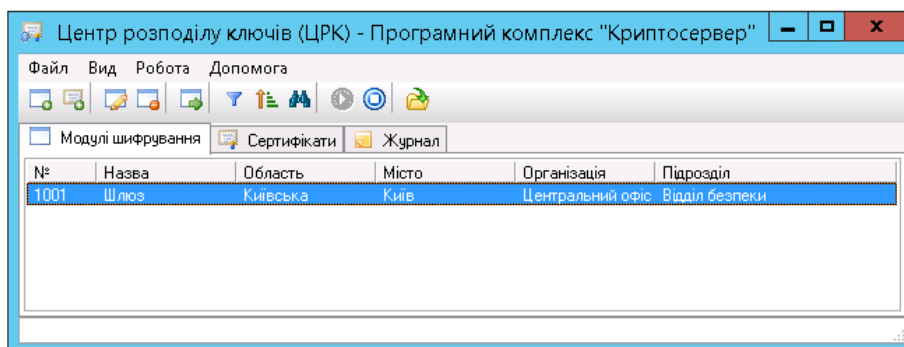 Центр розподілу ключів (ЦРК) - Програмний комплекс "Криптосервер"
Файл Вид Робота Допомога
Модулі шифрування Сертифікати Журнал
№ Назва Область Місто Організація Підрозділ
1001 Шлюз Київська Київ Центральний офіс Відділ безпеки